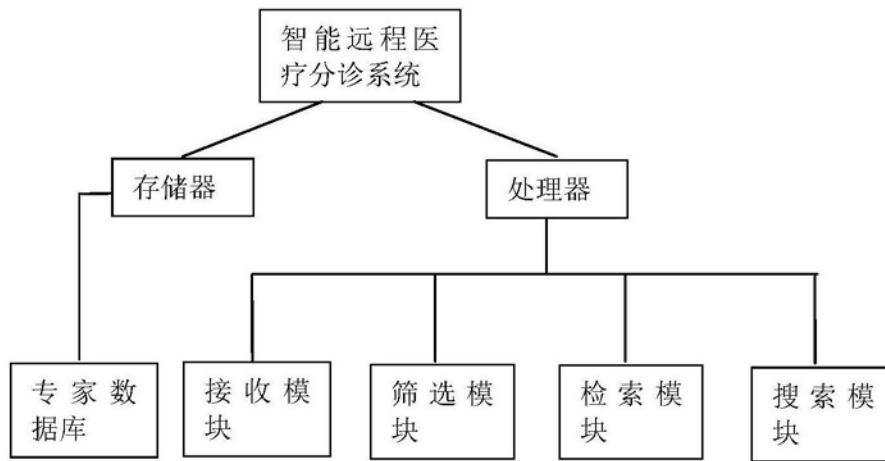 智能远程医
疗分诊系统
存储器
处理器
专家数
据库
接收模
块
筛选模
块
检索模
块
搜索模
块